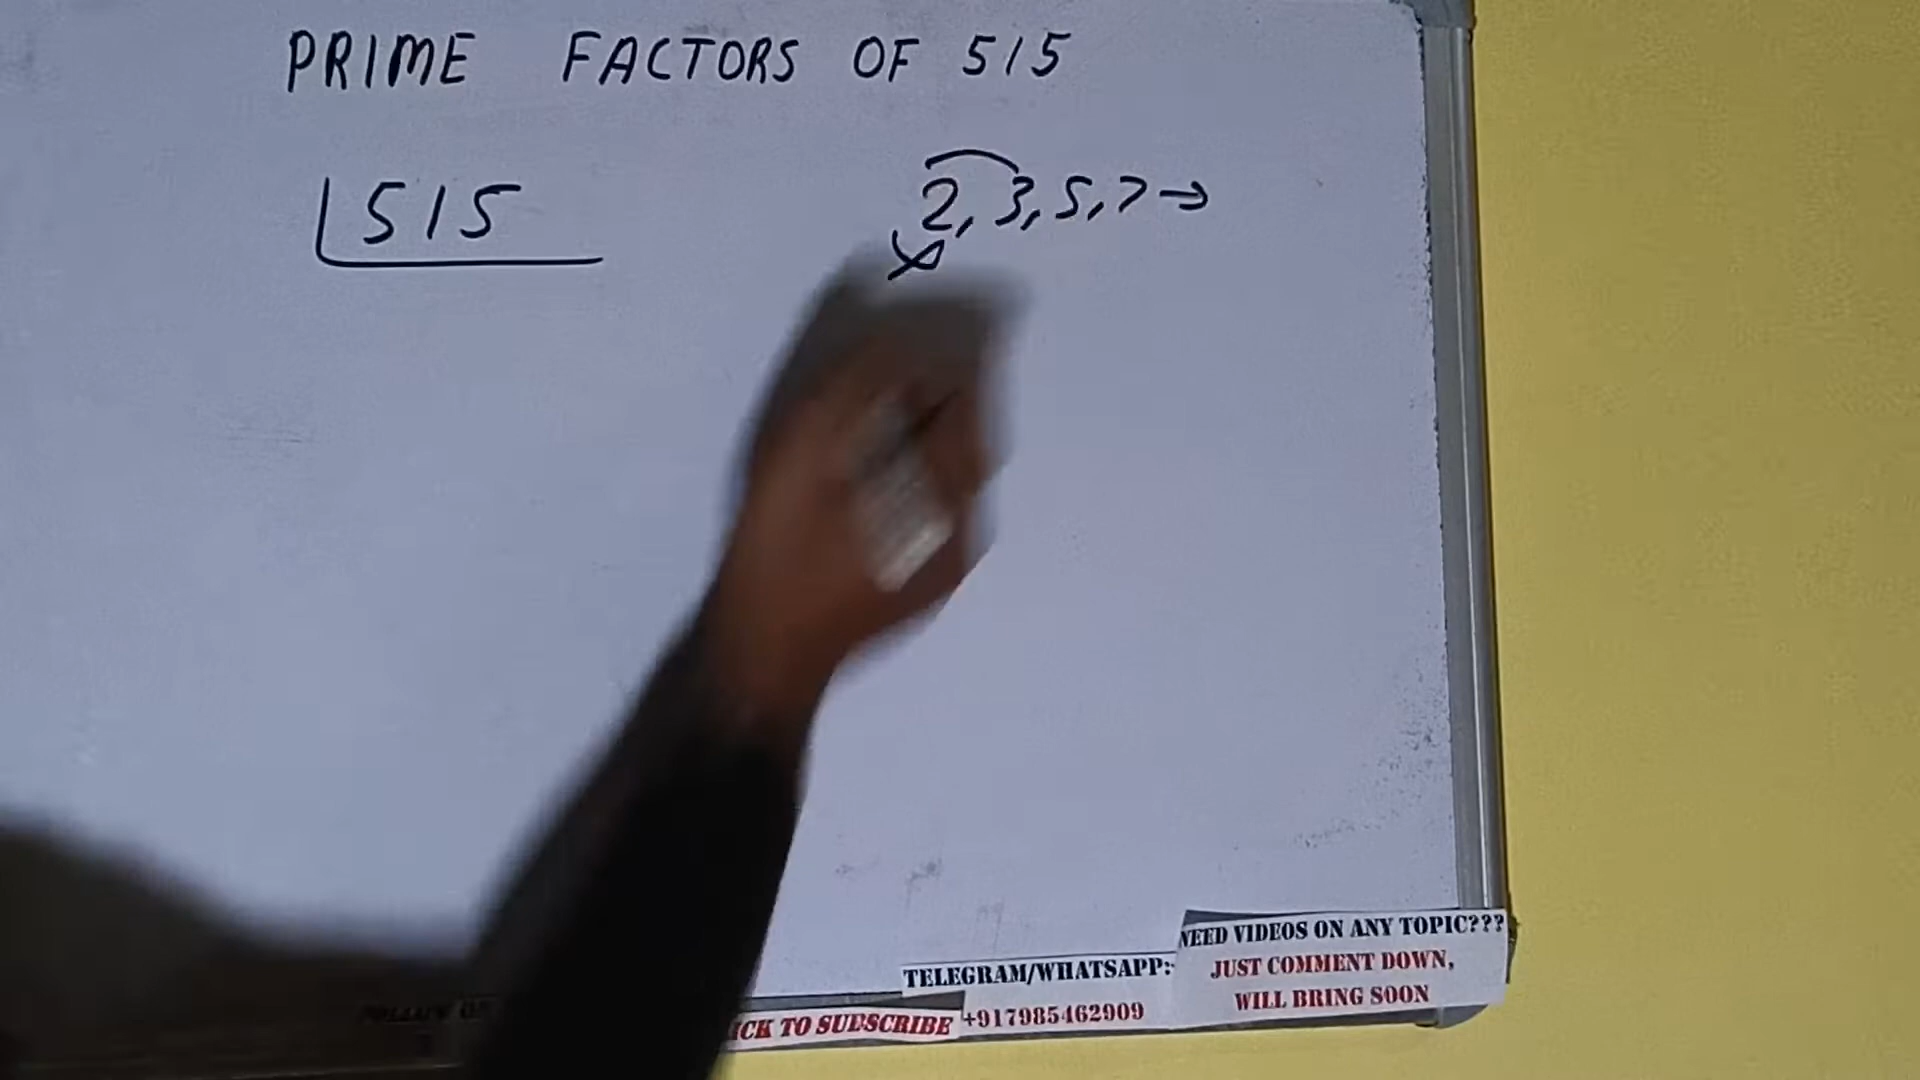 PRIME FACTORS OF 515
515
2, 3, 5, 7 →
NEED VIDEOS ON ANY TOPIC???
JUST COMMENT DOWN,
WILL BRING SOON
TELEGRAM/WHATSAPP:-
+917985462909
ICK TO SUBSCRIBE